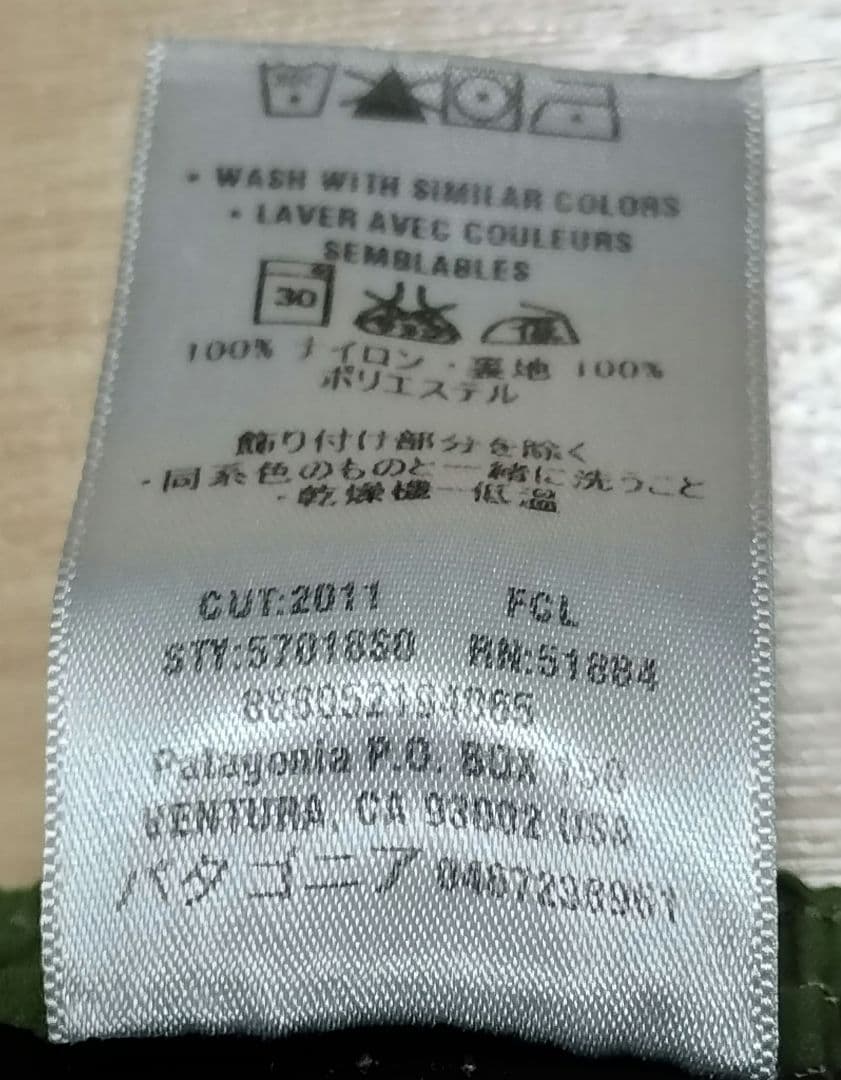 • WASH WITH SIMILAR COLORS
• LAVER AVEC COULEURS
SEMBLABLES
30
100% ナイロン・裏地 100%
ポリエステル
飾り付け部分を除く
・同系色のものと一緒に洗うこと
・乾燥機－低温
CUT:2011 FCL
STY:57018S0 RN:51884
Patagonia P.O. BOX 150
VENTURA, CA 93002 USA
パタゴニア 0467238961